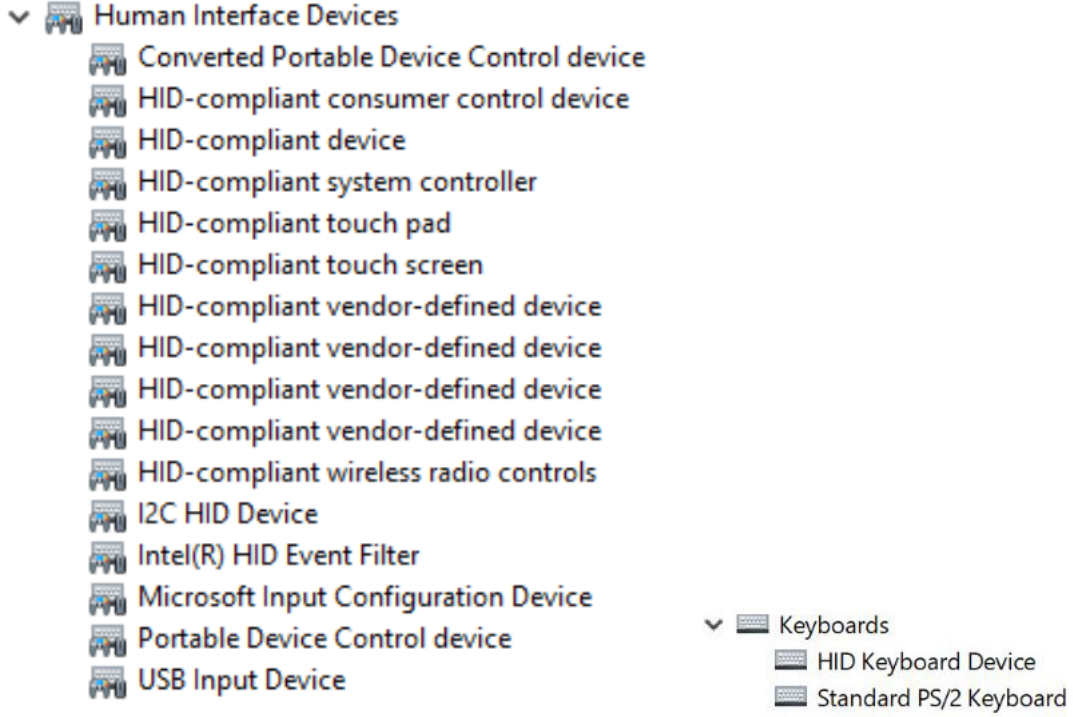 Human Interface Devices
Converted Portable Device Control device
HID-compliant consumer control device
HID-compliant device
HID-compliant system controller
HID-compliant touch pad
HID-compliant touch screen
HID-compliant vendor-defined device
HID-compliant vendor-defined device
HID-compliant vendor-defined device
HID-compliant vendor-defined device
HID-compliant wireless radio controls
I2C HID Device
Intel(R) HID Event Filter
Microsoft Input Configuration Device
Portable Device Control device
USB Input Device
Keyboards
HID Keyboard Device
Standard PS/2 Keyboard